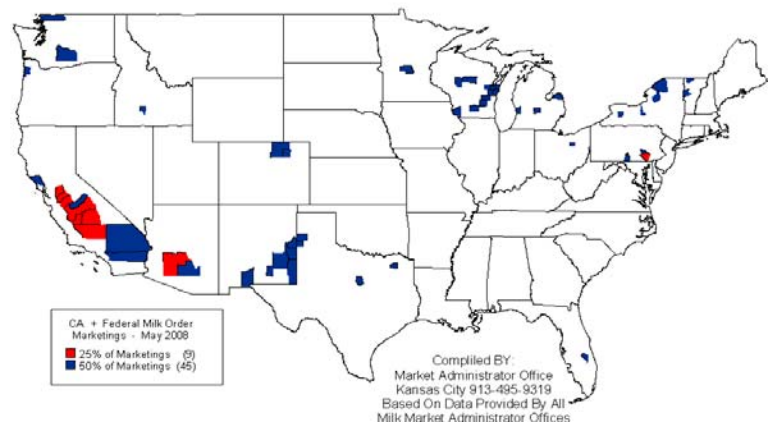 CA + Federal Milk Order
Marketings - May 2008
25% of Marketings (9)
50% of Marketings (45)
Compliled BY:
Market Administrator Office
Kansas City 913-495-9319
Based On Data Provided By All
Milk Market Administrator Offices